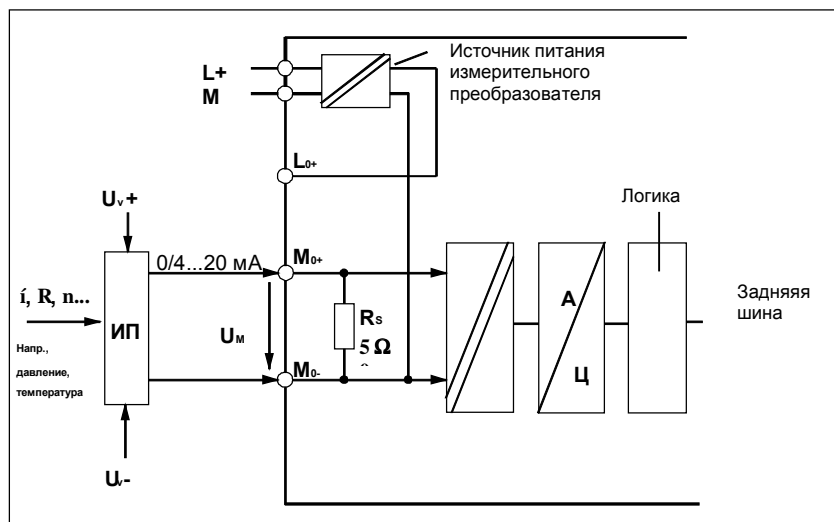 L+
M
Источник питания
измерительного
преобразователя
L0+
Uv+
Логика
M0+
0/4...20 мА
í, R, n...
ИП
UM
RS
5 Ω
А
Ц
Задняяя
шина
Напр.,
давление,
температура
M0-
Uv-